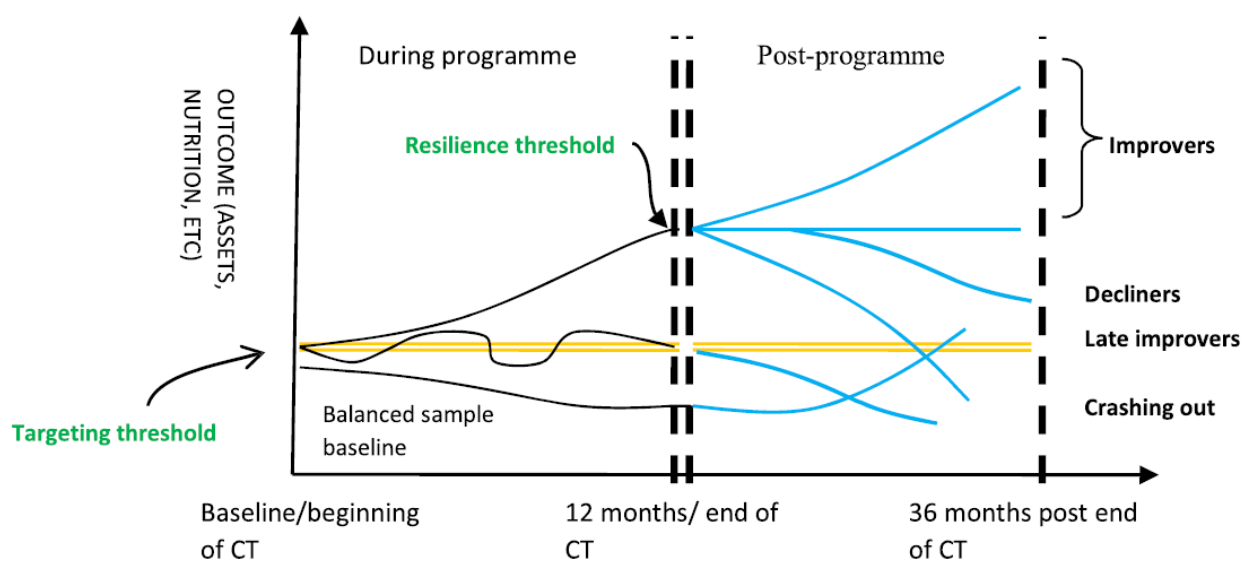 During programme
Post-programme
OUTCOME (ASSETS,
NUTRITION, ETC)
Resilience threshold
Improvers
Decliners
Late improvers
Targeting threshold
Balanced sample
baseline
Crashing out
Baseline/beginning
of CT
12 months/ end of
CT
36 months post end
of CT